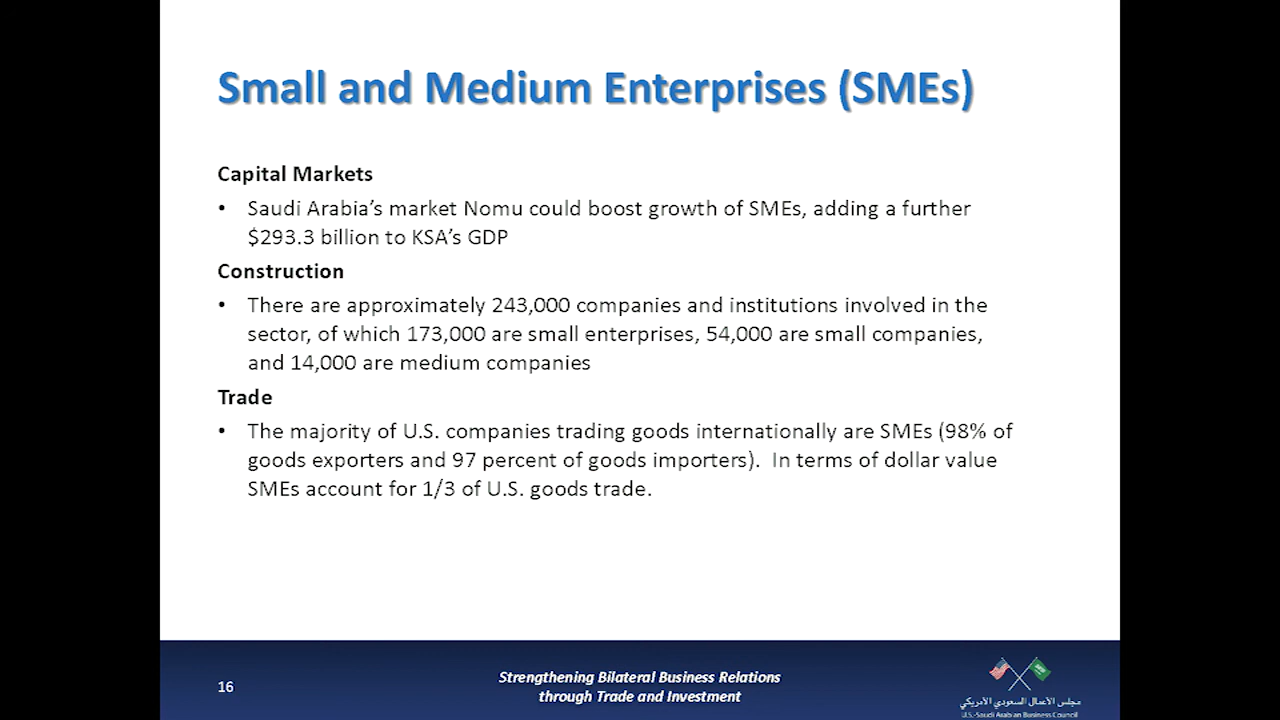 Small and Medium Enterprises (SMEs)
Capital Markets
• Saudi Arabia’s market Nomu could boost growth of SMEs, adding a further
$293.3 billion to KSA’s GDP
Construction
• There are approximately 243,000 companies and institutions involved in the
sector, of which 173,000 are small enterprises, 54,000 are small companies,
and 14,000 are medium companies
Trade
• The majority of U.S. companies trading goods internationally are SMEs (98% of
goods exporters and 97 percent of goods importers).  In terms of dollar value
SMEs account for 1/3 of U.S. goods trade.
16
Strengthening Bilateral Business Relations
through Trade and Investment
مجلس الأعمال السعودي الأمريكي
U.S.-Saudi Arabian Business Council